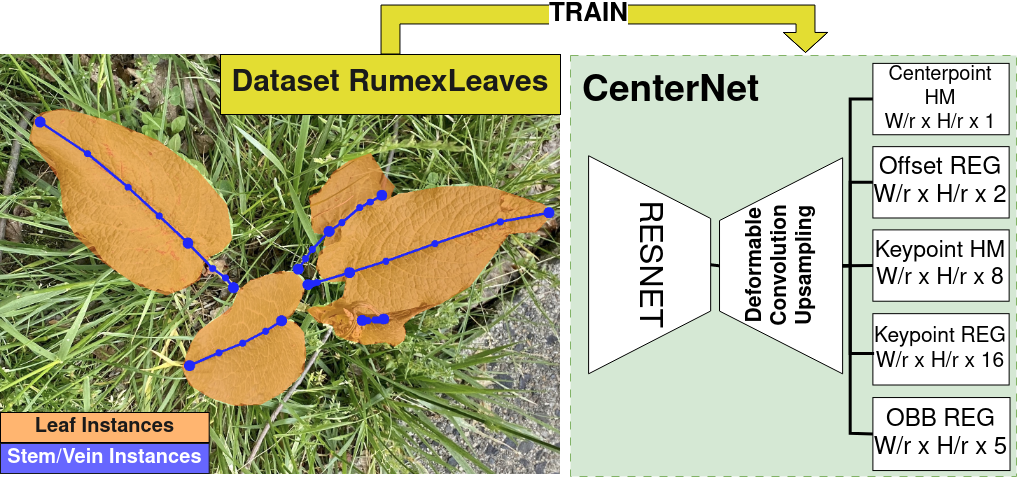 TRAIN
Dataset RumexLeaves
Leaf Instances
Stem/Vein Instances
CenterNet
RESNET
Deformable
Convolution
Upsampling
Centerpoint
HM
W/r x H/r x 1
Offset REG
W/r x H/r x 2
Keypoint HM
W/r x H/r x 8
Keypoint REG
W/r x H/r x 16
OBB REG
W/r x H/r x 5